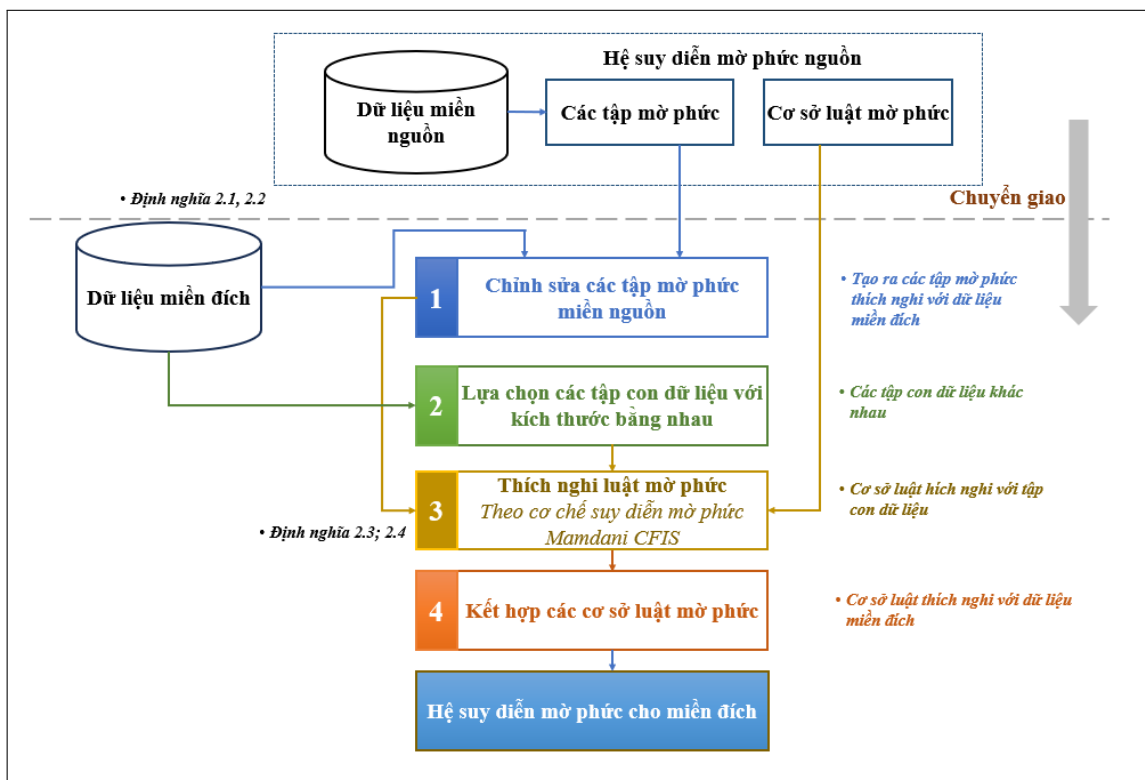 Hệ suy diễn mờ phức nguồn
Dữ liệu miền
nguồn
Các tập mờ phức
Cơ sở luật mờ phức
• Định nghĩa 2.1, 2.2
Chuyển giao
Dữ liệu miền đích
1
Chỉnh sửa các tập mờ phức
miền nguồn
• Tạo ra các tập mờ phức
thích nghi với dữ liệu
miền đích
2
Lựa chọn các tập con dữ liệu với
kích thước bằng nhau
• Các tập con dữ liệu khác
nhau
3
Thích nghi luật mờ phức
Theo cơ chế suy diễn mờ phức
Mamdani CFIS
• Cơ sở luật hích nghi với tập
con dữ liệu
• Định nghĩa 2.3; 2.4
4
Kết hợp các cơ sở luật mờ phức
• Cơ sở luật thích nghi với dữ liệu
miền đích
Hệ suy diễn mờ phức cho miền đích